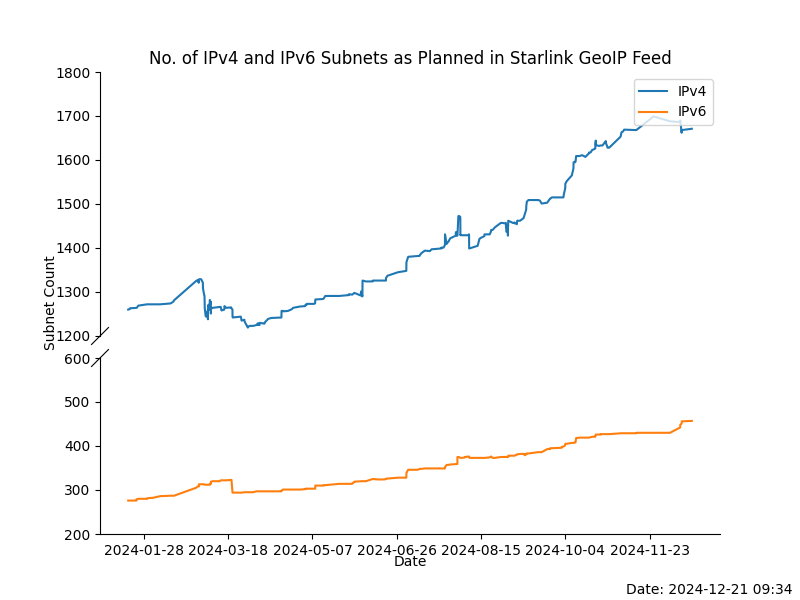 No. of IPv4 and IPv6 Subnets as Planned in Starlink GeoIP Feed
1800
1700
1600
1500
1400
1300
1200
600
500
400
300
200
Subnet Count
IPv4
IPv6
2024-01-28 2024-03-18 2024-05-07 2024-06-26 2024-08-15 2024-10-04 2024-11-23
Date
Date: 2024-12-21 09:34